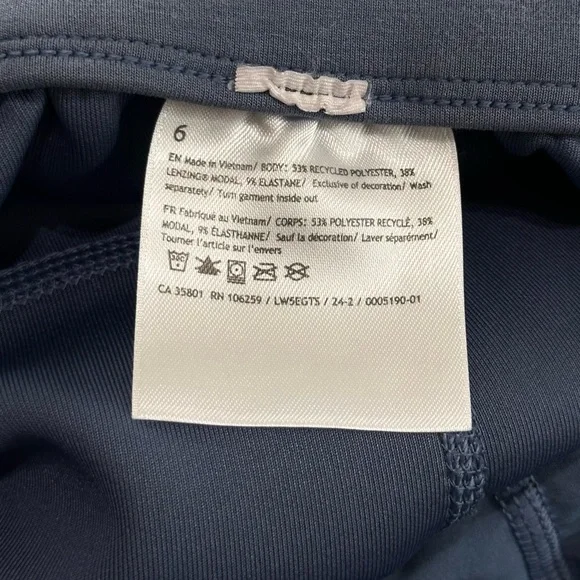 6
EN Made in Vietnam/ BODY: 53% RECYCLED POLYESTER, 38%
LENZING® MODAL, 9% ELASTANE/ Exclusive of decoration/ Wash
separately/ Turn garment inside out
FR Fabriqué au Vietnam/ CORPS: 53% POLYESTER RECYCLÉ, 38%
MODAL, 9% ÉLASTHANNE/ Sauf la décoration/ Laver séparément/
Tourner l'article sur l'envers
CA 35801 RN 106259 / LW5EGTS / 24-2 / 0005190-01